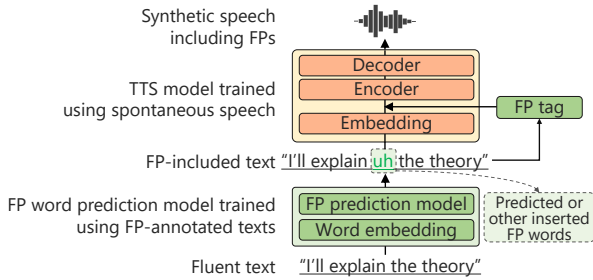 Synthetic speech
including FPs
Decoder
TTS model trained
using spontaneous speech
Encoder
FP tag
Embedding
FP-included text
“I’ll explain uh the theory”
FP word prediction model trained
using FP-annotated texts
FP prediction model
Word embedding
Predicted or
other inserted
FP words
Fluent text
“I’ll explain the theory”